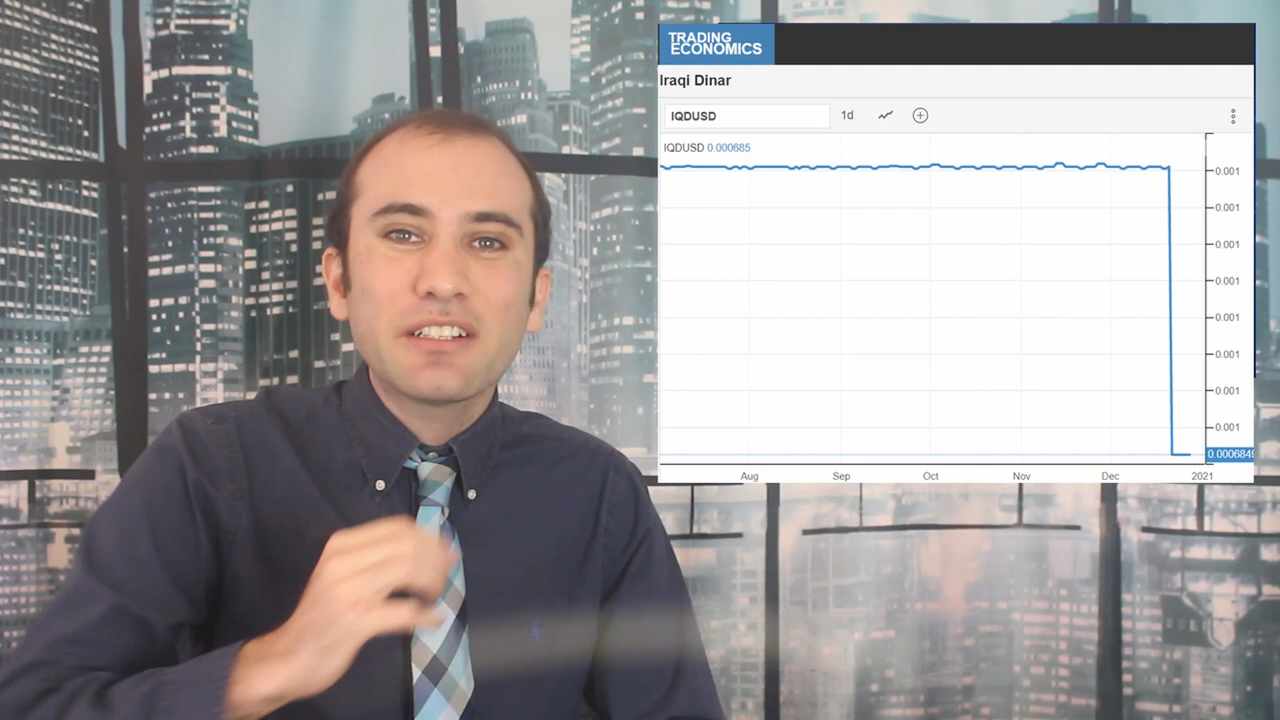 TRADING
ECONOMICS
Iraqi Dinar
IQDUSD
1d
IQDUSD 0.000685
0.001
0.001
0.001
0.001
0.001
0.001
0.001
0.001
0.0006849
Aug
Sep
Oct
Nov
Dec
2021